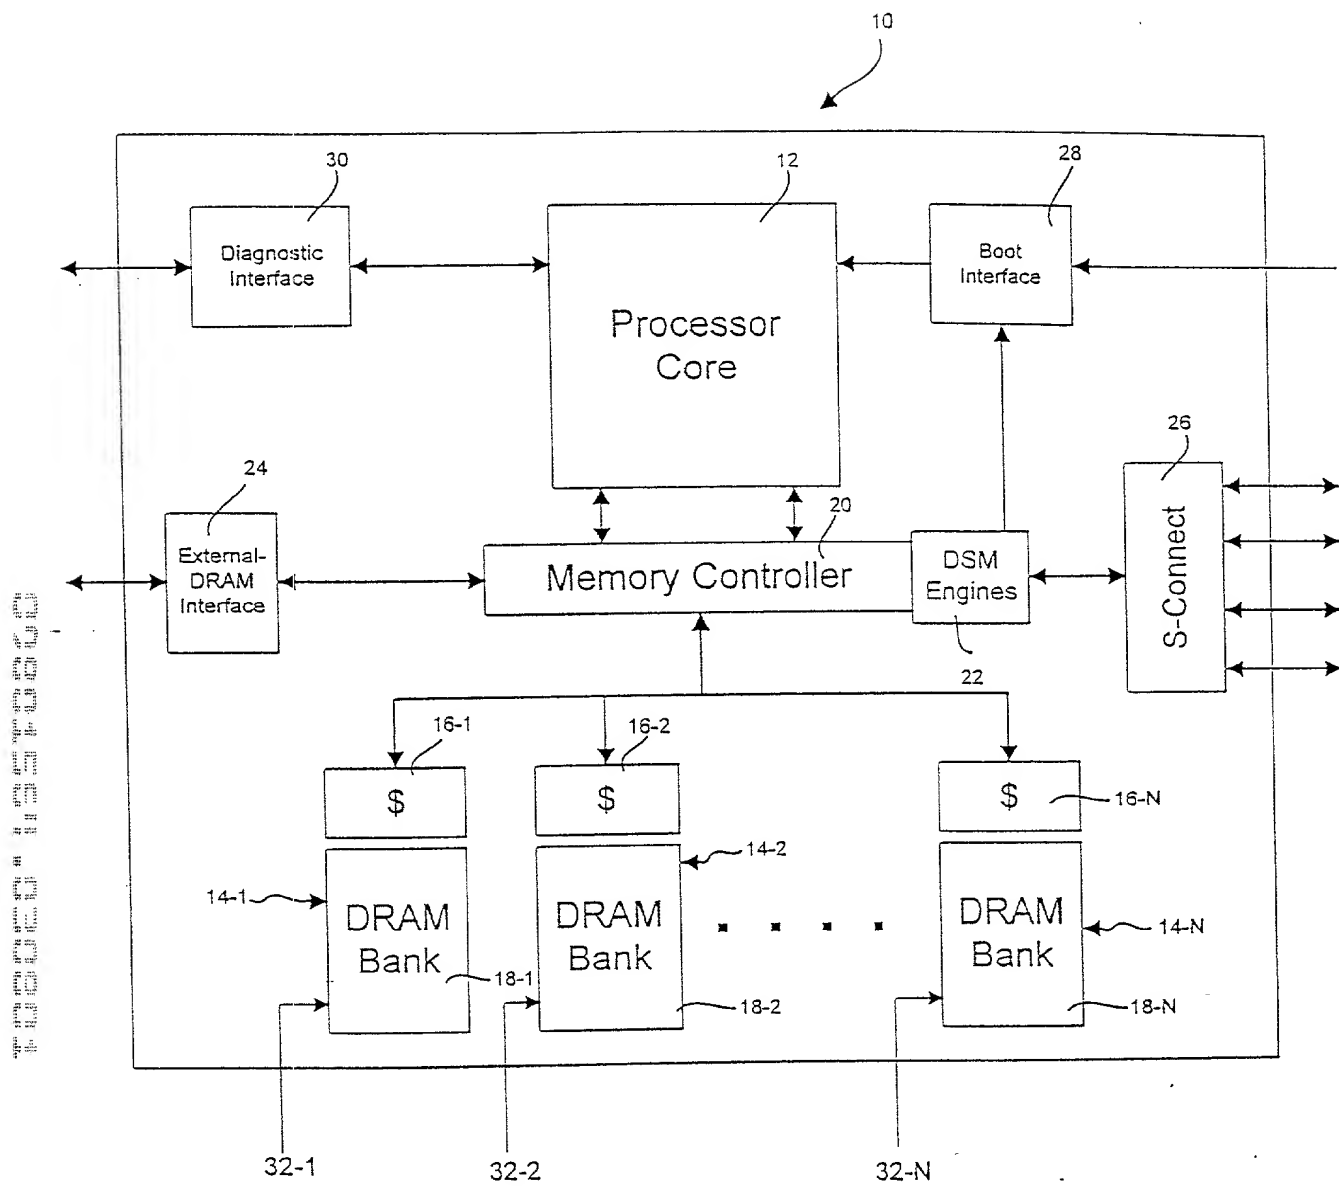 10
30
12
28
Diagnostic
Interface
Boot
Interface
Processor
Core
26
24
20
External-
DRAM
Interface
Memory Controller
DSM
Engines
S-Connect
22
16-1
16-2
$
$
$
16-N
14-1
14-2
DRAM
Bank
DRAM
Bank
DRAM
Bank
14-N
18-1
18-2
18-N
32-1
32-2
32-N